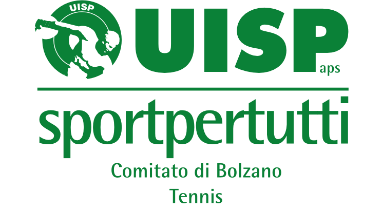 UISP
UISP
aps
sportpertutti
Comitato di Bolzano
Tennis